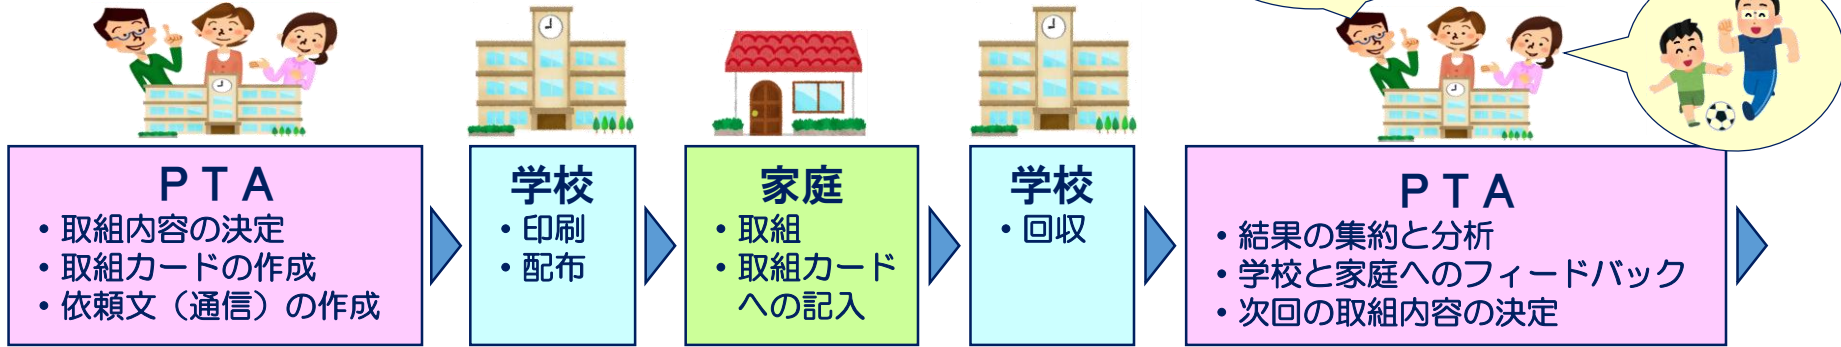 ＰＴＡ
・取組内容の決定
・取組カードの作成
・依頼文（通信）の作成
学校
・印刷
・配布
家庭
・取組
・取組カード
への記入
学校
・回収
ＰＴＡ
・結果の集約と分析
・学校と家庭へのフィードバック
・次回の取組内容の決定